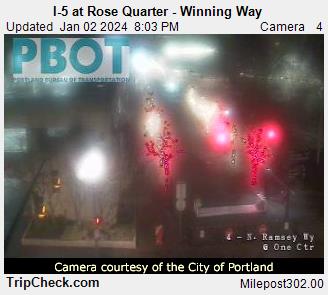 I-5 at Rose Quarter - Winning Way
Updated Jan 02 2024 8:03 PM Camera 4
PBOT
PORTLAND BUREAU OF TRANSPORTATION
4 - N. Ramsey Wy
@ One Ctr
Camera courtesy of the City of Portland
TripCheck.com Milepost302.00